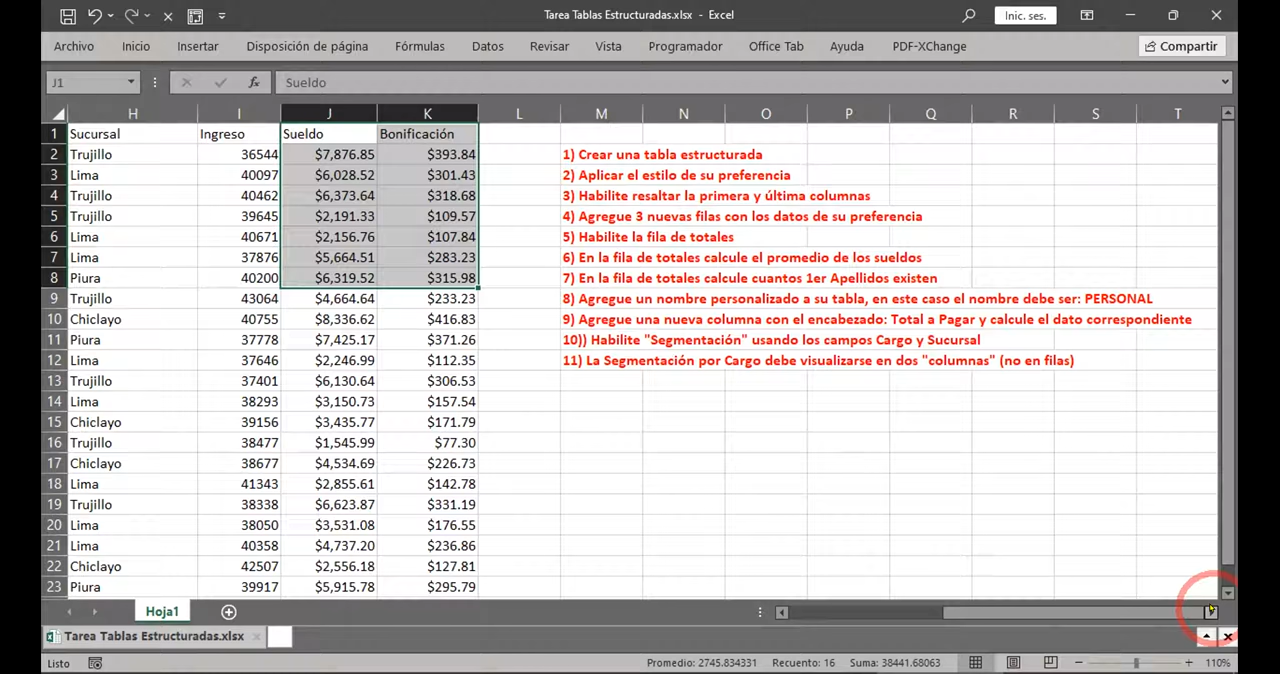 Tarea Tablas Estructuradas.xlsx - Excel
Inic. ses.
Archivo Inicio Insertar Disposición de página Fórmulas Datos Revisar Vista Programador Office Tab Ayuda PDF-XChange Compartir
J1 fx Sueldo
H I J K L M N O P Q R S T
1 Sucursal Ingreso Sueldo Bonificación
2 Trujillo 36544 $7,876.85 $393.84 1) Crear una tabla estructurada
3 Lima 40097 $6,028.52 $301.43 2) Aplicar el estilo de su preferencia
4 Trujillo 40462 $6,373.64 $318.68 3) Habilite resaltar la primera y última columnas
5 Trujillo 39645 $2,191.33 $109.57 4) Agregue 3 nuevas filas con los datos de su preferencia
6 Lima 40671 $2,156.76 $107.84 5) Habilite la fila de totales
7 Lima 37876 $5,664.51 $283.23 6) En la fila de totales calcule el promedio de los sueldos
8 Piura 40200 $6,319.52 $315.98 7) En la fila de totales calcule cuantos 1er Apellidos existen
9 Trujillo 43064 $4,664.64 $233.23 8) Agregue un nombre personalizado a su tabla, en este caso el nombre debe ser: PERSONAL
10 Chiclayo 40755 $8,336.62 $416.83 9) Agregue una nueva columna con el encabezado: Total a Pagar y calcule el dato correspondiente
11 Piura 37778 $7,425.17 $371.26 10)) Habilite "Segmentación" usando los campos Cargo y Sucursal
12 Lima 37646 $2,246.99 $112.35 11) La Segmentación por Cargo debe visualizarse en dos "columnas" (no en filas)
13 Trujillo 37401 $6,130.64 $306.53
14 Lima 38293 $3,150.73 $157.54
15 Chiclayo 39156 $3,435.77 $171.79
16 Trujillo 38477 $1,545.99 $77.30
17 Chiclayo 38677 $4,534.69 $226.73
18 Lima 41343 $2,855.61 $142.78
19 Trujillo 38338 $6,623.87 $331.19
20 Lima 38050 $3,531.08 $176.55
21 Lima 40358 $4,737.20 $236.86
22 Chiclayo 42507 $2,556.18 $127.81
23 Piura 39917 $5,915.78 $295.79
Hoja1
Tarea Tablas Estructuradas.xlsx
Listo Promedio: 2745.834331 Recuento: 16 Suma: 38441.68063 110%